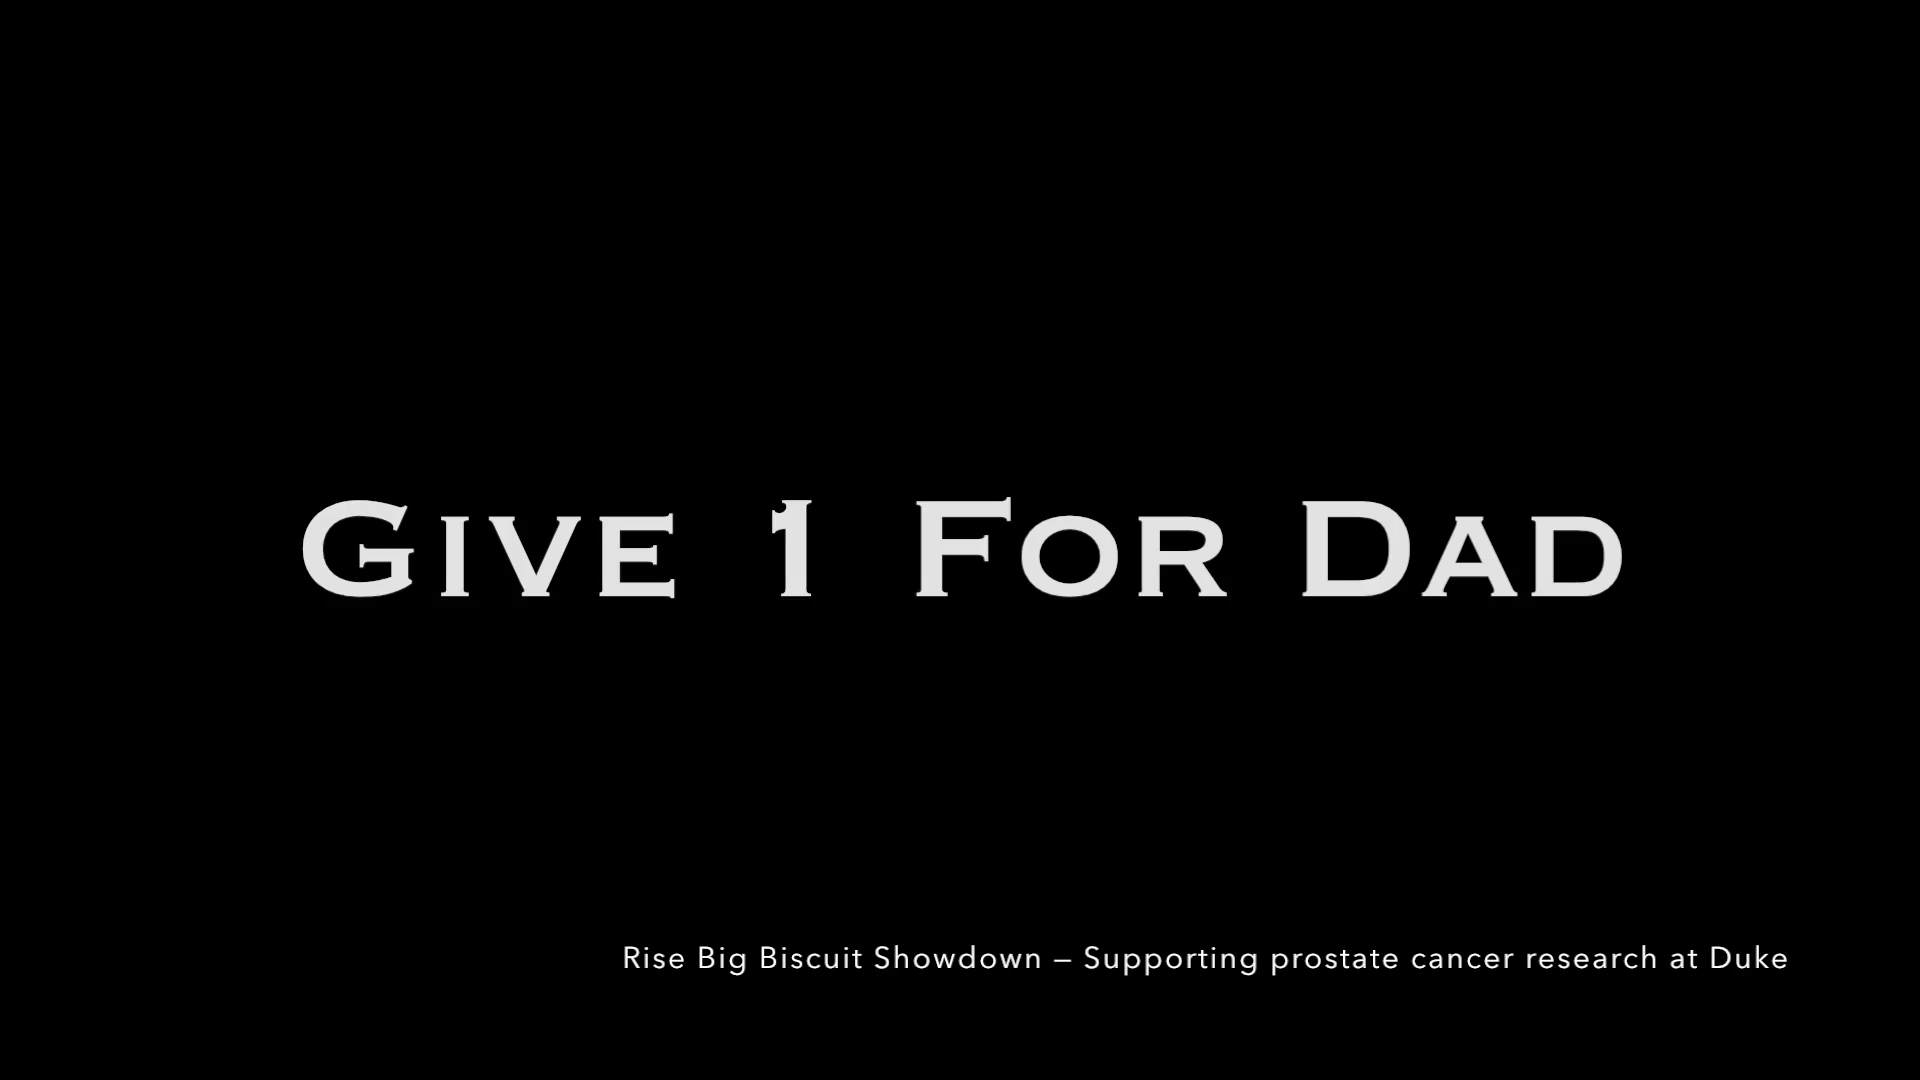 Give 1 For Dad
Rise Big Biscuit Showdown — Supporting prostate cancer research at Duke